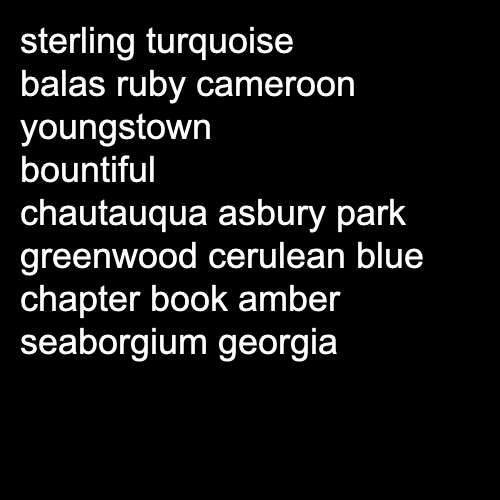 sterling turquoise
balas ruby cameroon
youngstown
bountiful
chautauqua asbury park
greenwood cerulean blue
chapter book amber
seaborgium georgia